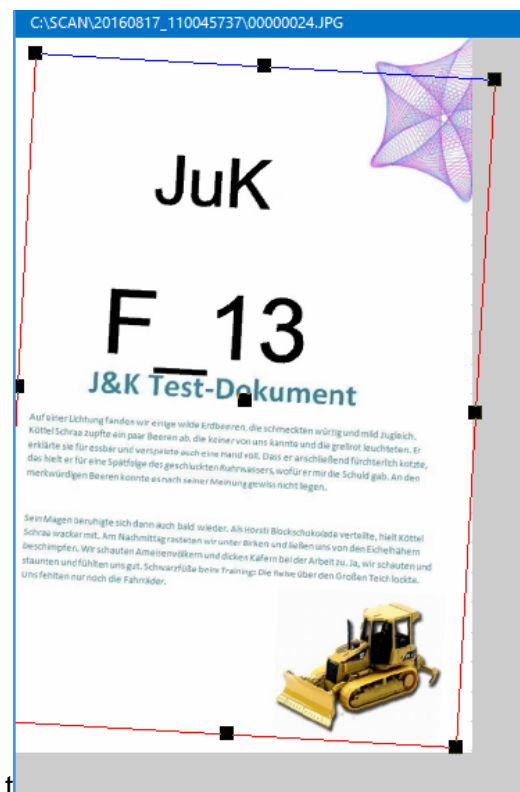 C:\SCAN\20160817_110045737\00000024.JPG
JuK
F_13
J&K Test-Dokument
Auf einer Lichtung fanden wir einige wilde Erdbeeren, die schmeckten würzig und mild zugleich.
Köttel Schraa zupfte ein paar Beeren ab, die keiner von uns kannte und die grellrot leuchteten. Er
erklärte sie für essbar und verspeiste auch eine Hand voll. Dass er anschließend fürchterlich kotzte,
das hielt er für eine Spätfolge des geschluckten Ruhrwassers, wofür er mir die Schuld gab. An den
merkwürdigen Beeren konnte es nach seiner Meinung gewiss nicht liegen.
Sein Magen beruhigte sich dann auch bald wieder. Als Horsti Blockschokolade verteilte, hielt Köttel
Schraa wacker mit. Am Nachmittag rasteten wir unter Birken und ließen uns von den Eichelhähern
beschimpfen. Wir schauten Ameisenvölkern und dicken Käfern bei der Arbeit zu. Ja, wir schauten und
staunten und fühlten uns gut. Schwarzfüße beim Training: Die Reise über den Großen Teich lockte.
Uns fehlten nur noch die Fahrräder.
t